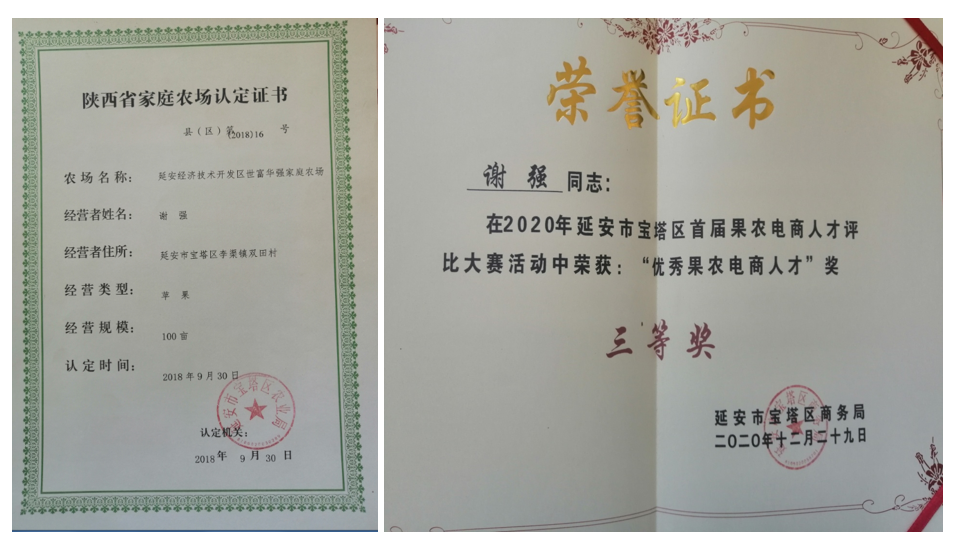 陕西省家庭农场认定证书
县(区)第(2018)16 号
农场名称: 延安经济技术开发区世富华强家庭农场
经营者姓名: 谢 强
经营者住所: 延安市宝塔区李渠镇双田村
经营类型: 苹 果
经营规模: 100亩
认定时间: 2018年9月30日
延安市宝塔区农业局
认定机关:
2018年 9月30日
荣誉证书
谢 强 同志:
在2020年延安市宝塔区首届果农电商人才评
比大赛活动中荣获:“优秀果农电商人才”奖
三等奖
延安市宝塔区商务局
二〇二〇年十二月二十九日